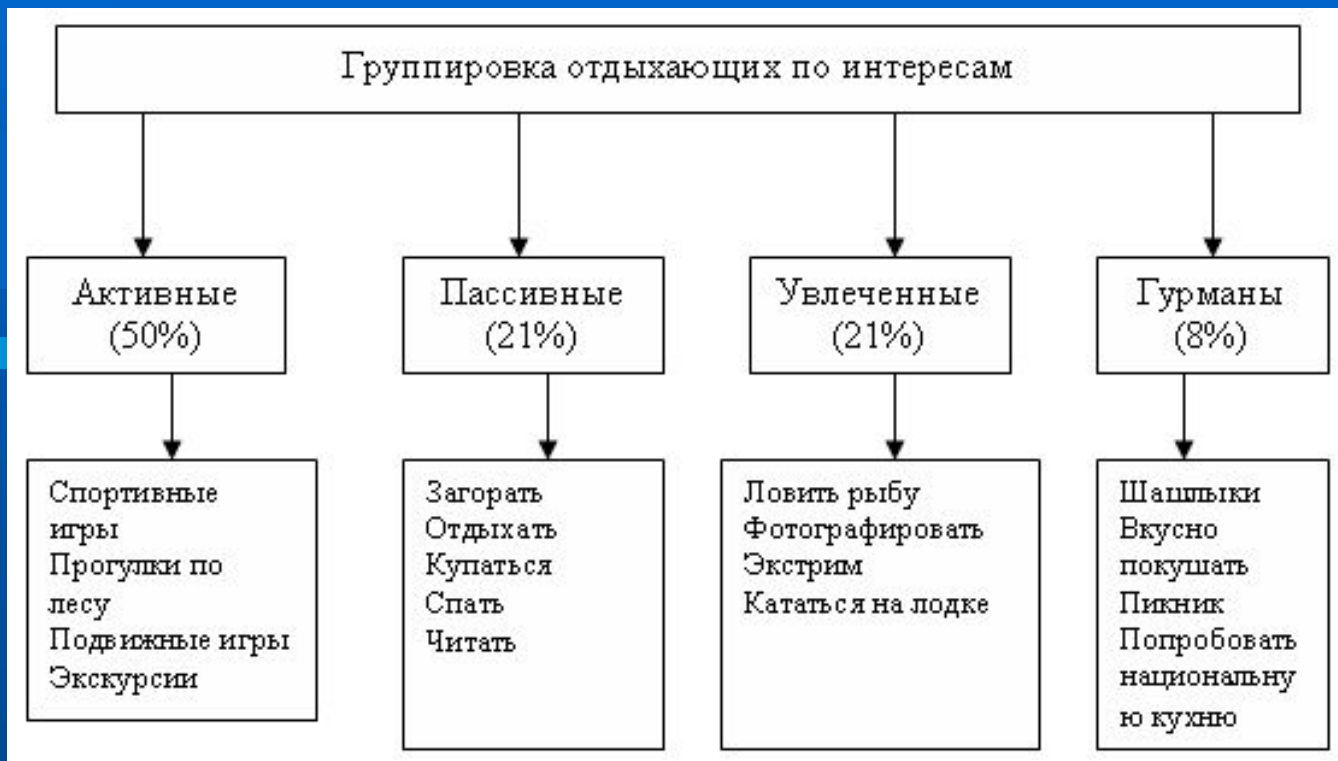 Группировка отдыхающих по интересам
Активные
(50%)
Пассивные
(21%)
Увлеченные
(21%)
Гурманы
(8%)
Спортивные
игры
Прогулки по
лесу
Подвижные игры
Экскурсии
Загорать
Отдыхать
Купаться
Спать
Читать
Ловить рыбу
Фотографировать
Экстрим
Кататься на лодке
Шашлыки
Вкусно
покушать
Пикник
Попробовать
национальну
ю кухню